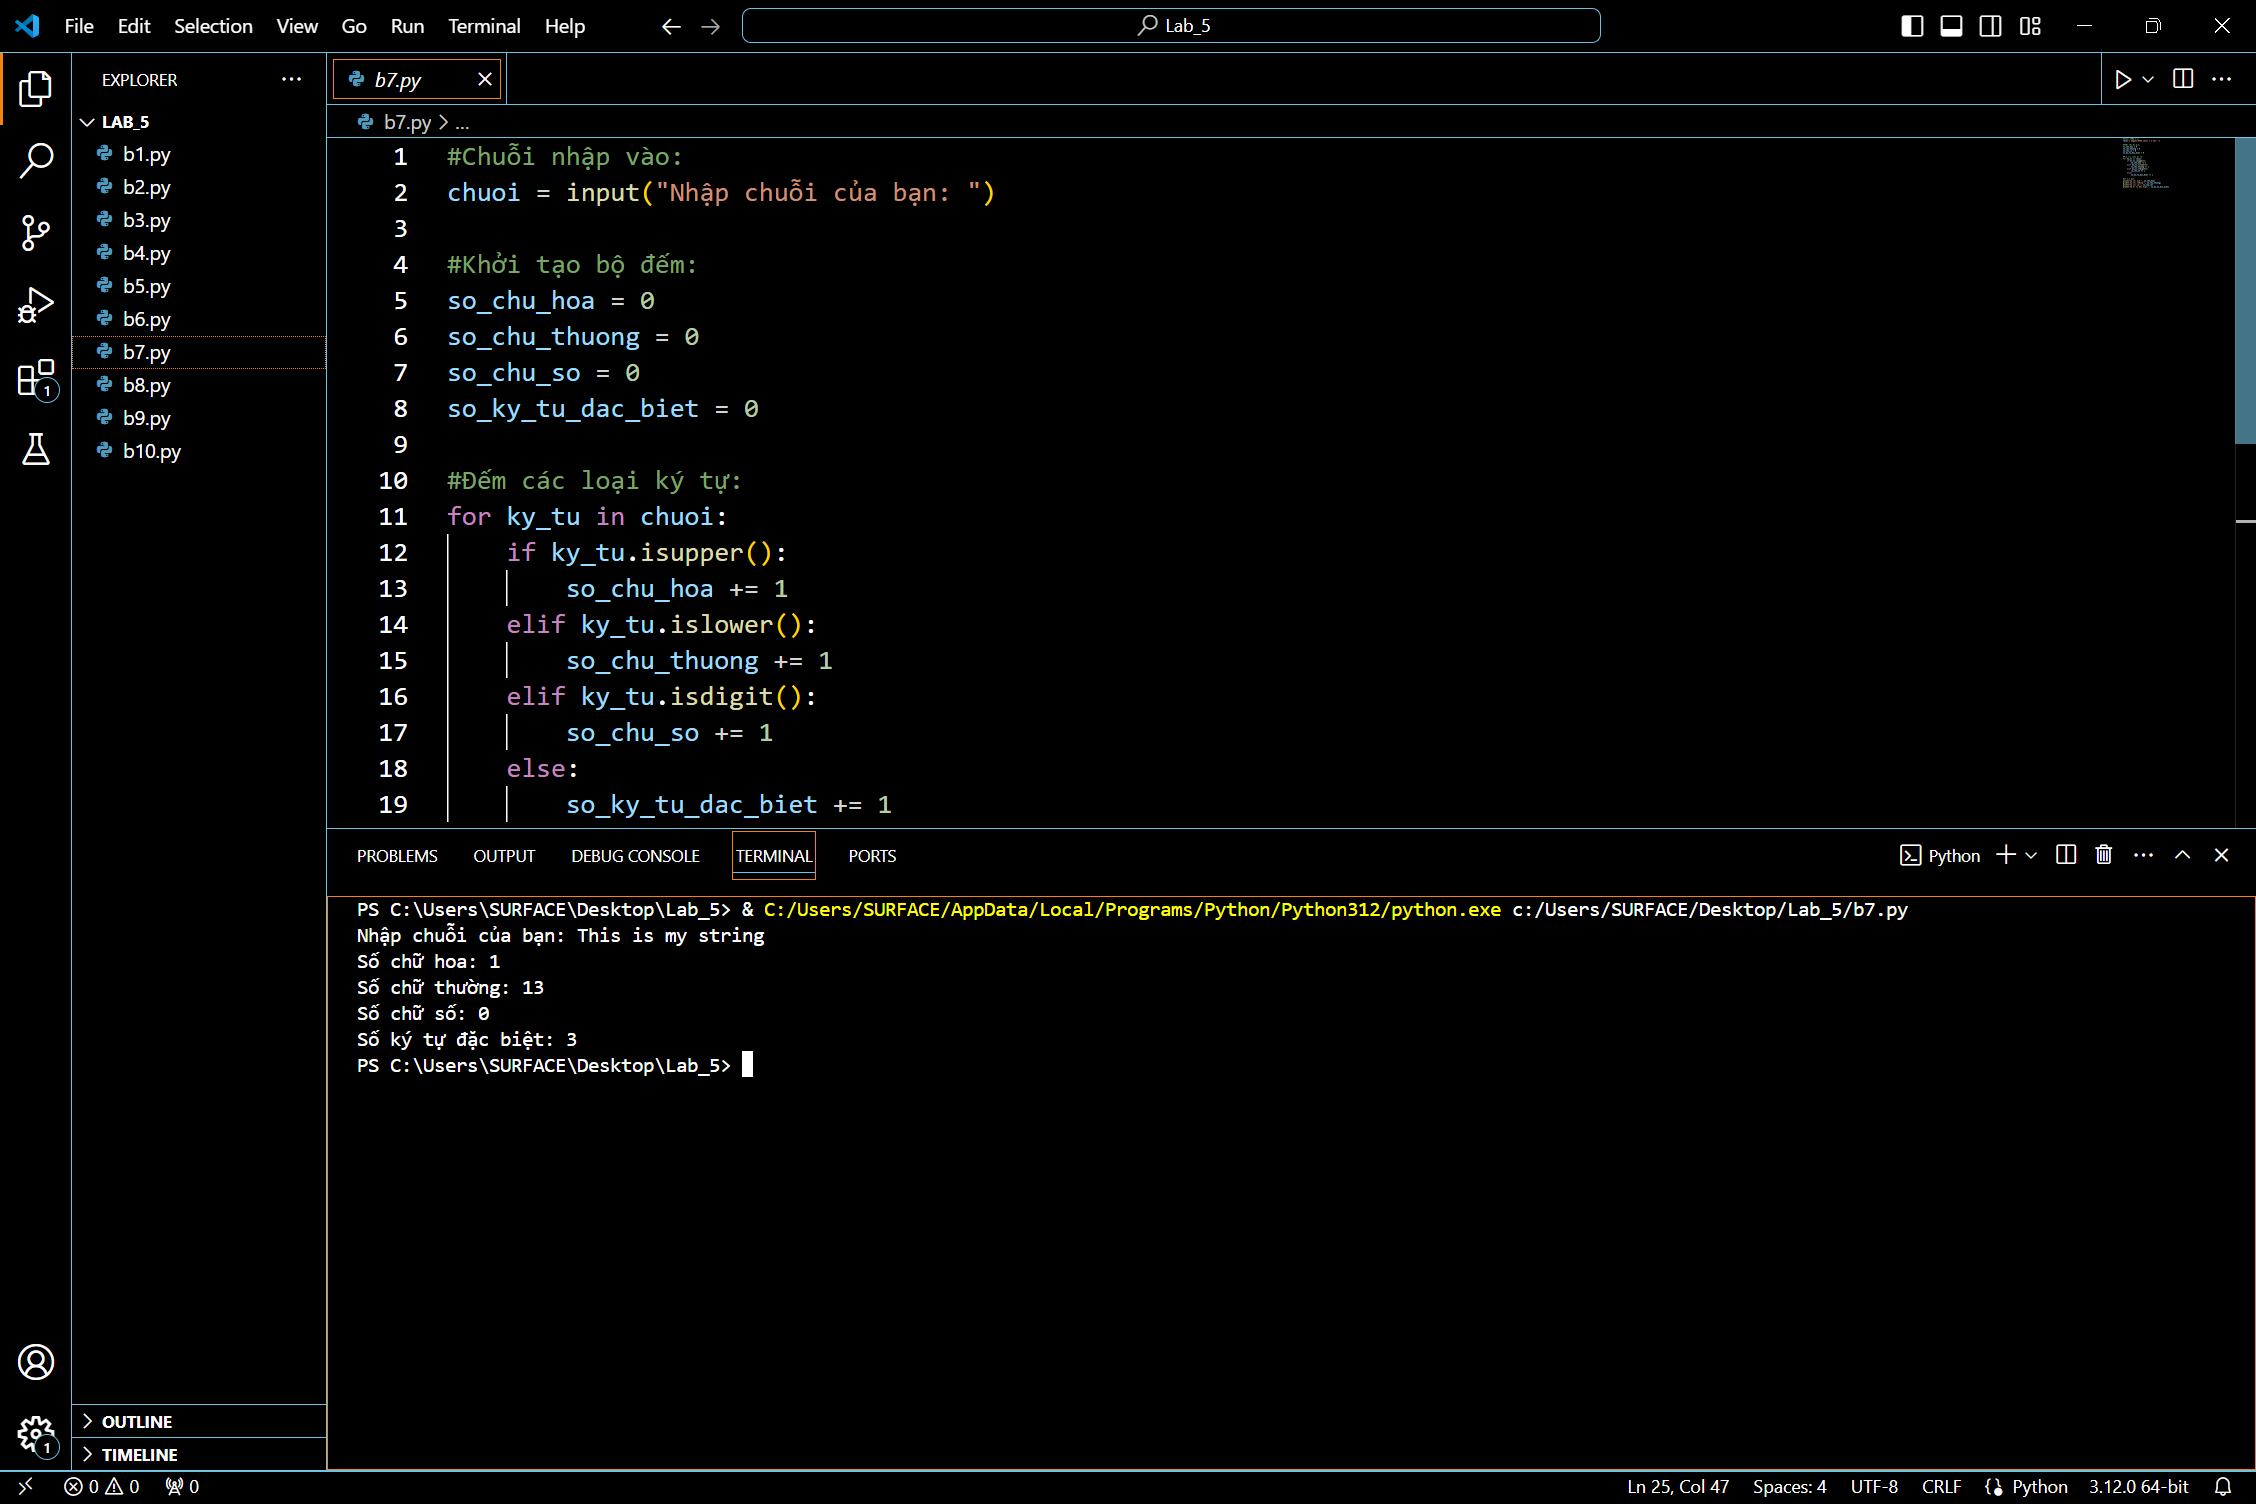 File Edit Selection View Go Run Terminal Help
Lab_5
EXPLORER
LAB_5
b1.py
b2.py
b3.py
b4.py
b5.py
b6.py
b7.py
b8.py
b9.py
b10.py
1
OUTLINE
1
TIMELINE
b7.py
b7.py > ...
1 #Chuỗi nhập vào:
2 chuoi = input("Nhập chuỗi của bạn: ")
3
4 #Khởi tạo bộ đếm:
5 so_chu_hoa = 0
6 so_chu_thuong = 0
7 so_chu_so = 0
8 so_ky_tu_dac_biet = 0
9
10 #Đếm các loại ký tự:
11 for ky_tu in chuoi:
12     if ky_tu.isupper():
13         so_chu_hoa += 1
14     elif ky_tu.islower():
15         so_chu_thuong += 1
16     elif ky_tu.isdigit():
17         so_chu_so += 1
18     else:
19         so_ky_tu_dac_biet += 1
PROBLEMS OUTPUT DEBUG CONSOLE TERMINAL PORTS Python
PS C:\Users\SURFACE\Desktop\Lab_5> & C:/Users/SURFACE/AppData/Local/Programs/Python/Python312/python.exe c:/Users/SURFACE/Desktop/Lab_5/b7.py
Nhập chuỗi của bạn: This is my string
Số chữ hoa: 1
Số chữ thường: 13
Số chữ số: 0
Số ký tự đặc biệt: 3
PS C:\Users\SURFACE\Desktop\Lab_5>
0 0 0 Ln 25, Col 47 Spaces: 4 UTF-8 CRLF Python 3.12.0 64-bit